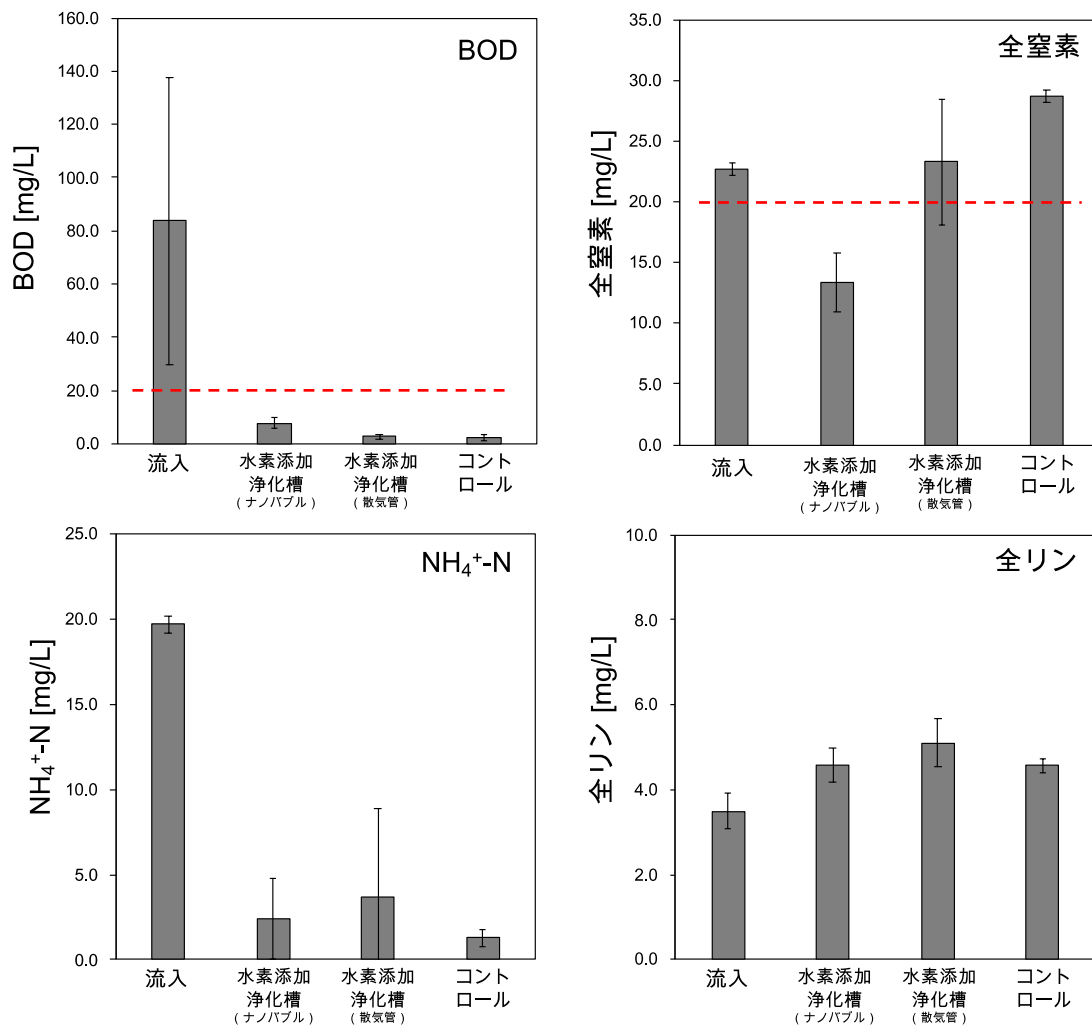 160.0
140.0
120.0
100.0
80.0
60.0
40.0
20.0
0.0
BOD [mg/L]
BOD
流入
水素添加
浄化槽
(ナノバブル)
水素添加
浄化槽
(散気管)
コント
ロール
35.0
30.0
25.0
20.0
15.0
10.0
5.0
0.0
全窒素 [mg/L]
全窒素
流入
水素添加
浄化槽
(ナノバブル)
水素添加
浄化槽
(散気管)
コント
ロール
25.0
20.0
15.0
10.0
5.0
0.0
NH₄⁺-N [mg/L]
NH₄⁺-N
流入
水素添加
浄化槽
(ナノバブル)
水素添加
浄化槽
(散気管)
コント
ロール
10.0
8.0
6.0
4.0
2.0
0.0
全リン [mg/L]
全リン
流入
水素添加
浄化槽
(ナノバブル)
水素添加
浄化槽
(散気管)
コント
ロール